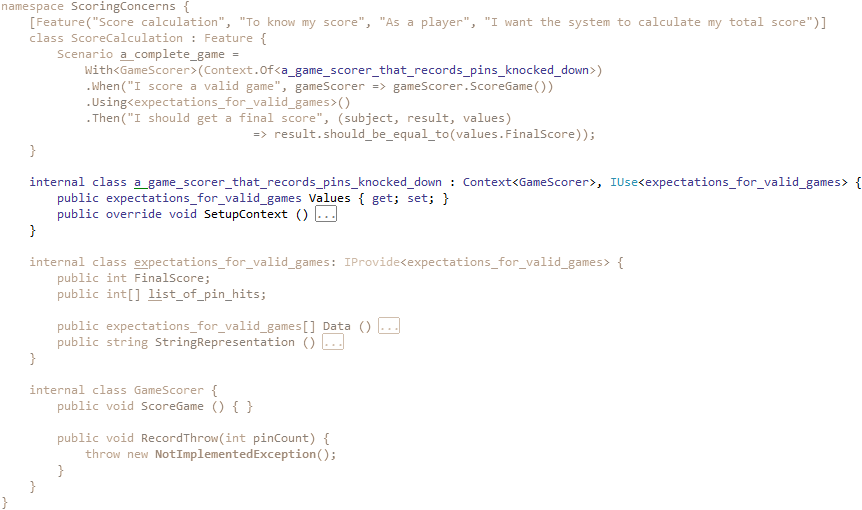 namespace ScoringConcerns {
    [Feature("Score calculation", "To know my score", "As a player", "I want the system to calculate my total score")]
    class ScoreCalculation : Feature {
        Scenario a_complete_game =
            With<GameScorer>(Context.Of<a_game_scorer_that_records_pins_knocked_down>)
            .When("I score a valid game", gameScorer => gameScorer.ScoreGame())
            .Using<expectations_for_valid_games>()
            .Then("I should get a final score", (subject, result, values)
                                    => result.should_be_equal_to(values.FinalScore));
    }

    internal class a_game_scorer_that_records_pins_knocked_down : Context<GameScorer>, IUse<expectations_for_valid_games> {
        public expectations_for_valid_games Values { get; set; }
        public override void SetupContext () ...
    }

    internal class expectations_for_valid_games: IProvide<expectations_for_valid_games> {
        public int FinalScore;
        public int[] list_of_pin_hits;

        public expectations_for_valid_games[] Data () ...
        public string StringRepresentation () ...
    }

    internal class GameScorer {
        public void ScoreGame () { }

        public void RecordThrow(int pinCount) {
            throw new NotImplementedException();
        }
    }
}